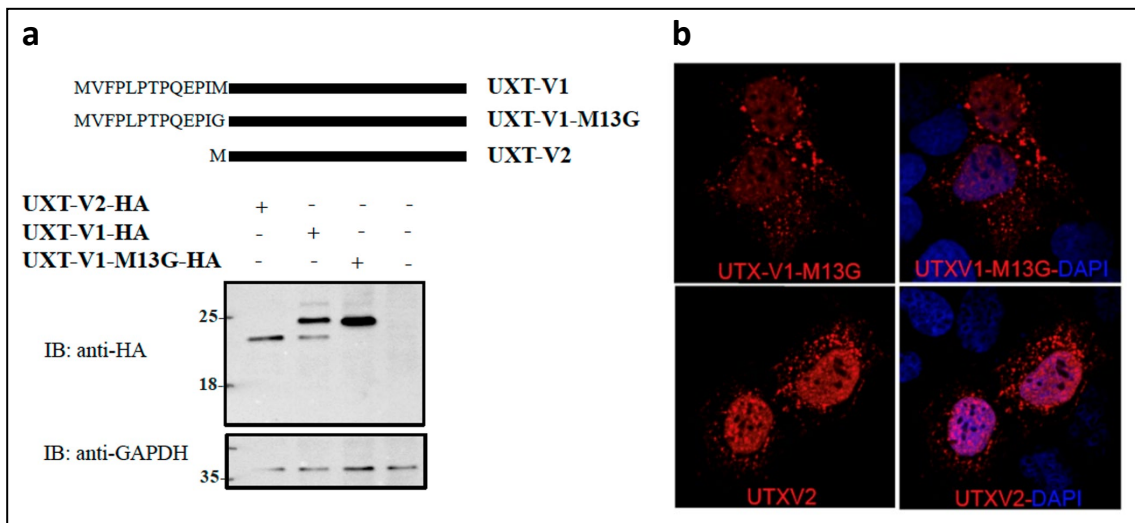 a
MVFPLPTPQEPIM UXT-V1
MVFPLPTPQEPIG UXT-V1-M13G
M UXT-V2
UXT-V2-HA + - - -
UXT-V1-HA - + - -
UXT-V1-M13G-HA - - + -
25-
IB: anti-HA
18-
IB: anti-GAPDH
35-
b
UTX-V1-M13G
UTXV1-M13G-DAPI
UTXV2
UTXV2-DAPI